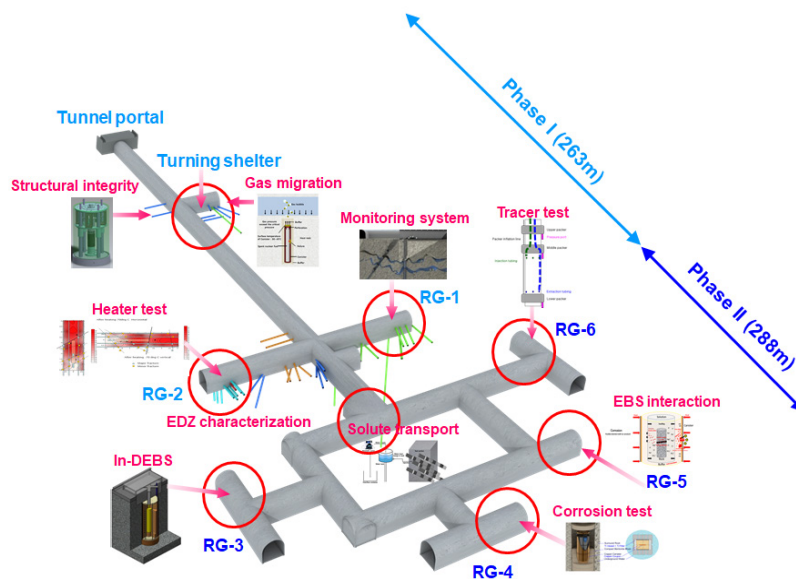 Phase I (263m)
Tunnel portal
Turning shelter
Structural integrity
Gas migration
Monitoring system
Tracer test
Phase II (288m)
RG-1
Heater test
RG-6
RG-2
EDZ characterization
Solute transport
EBS interaction
In-DEBS
RG-5
Corrosion test
RG-3
RG-4